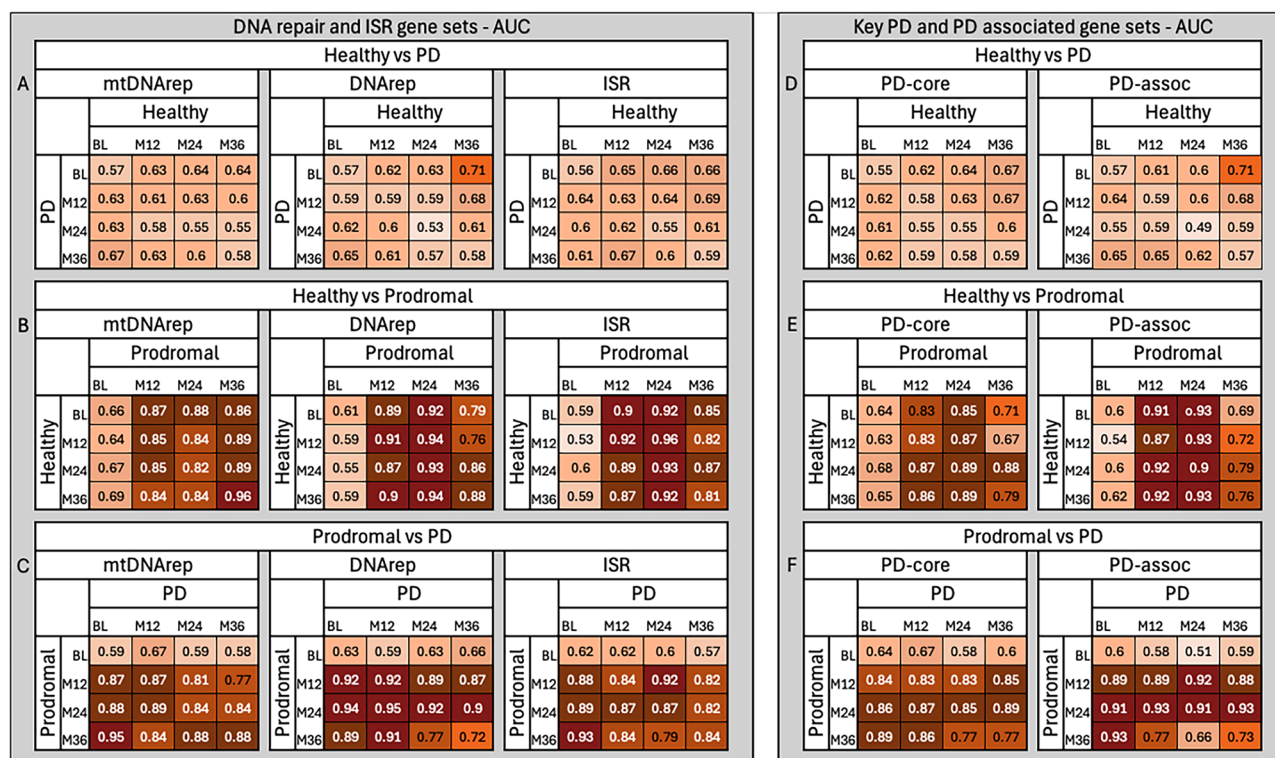 DNA repair and ISR gene sets - AUC
Healthy vs PD
A
mtDNArep DNArep ISR
Healthy Healthy Healthy
BL M12 M24 M36 BL M12 M24 M36 BL M12 M24 M36
PD PD PD
BL 0.57 0.63 0.64 0.64 BL 0.57 0.62 0.63 0.71 BL 0.56 0.65 0.66 0.66
M12 0.63 0.61 0.63 0.6 M12 0.59 0.59 0.59 0.68 M12 0.64 0.63 0.64 0.69
M24 0.63 0.58 0.55 0.55 M24 0.62 0.6 0.53 0.61 M24 0.6 0.62 0.55 0.61
M36 0.67 0.63 0.6 0.58 M36 0.65 0.61 0.57 0.58 M36 0.61 0.67 0.6 0.59
Healthy vs Prodromal
B
mtDNArep DNArep ISR
Prodromal Prodromal Prodromal
BL M12 M24 M36 BL M12 M24 M36 BL M12 M24 M36
Healthy Healthy Healthy
BL 0.66 0.87 0.88 0.86 BL 0.61 0.89 0.92 0.79 BL 0.59 0.9 0.92 0.85
M12 0.64 0.85 0.84 0.89 M12 0.59 0.91 0.94 0.76 M12 0.53 0.92 0.96 0.82
M24 0.67 0.85 0.82 0.89 M24 0.55 0.87 0.93 0.86 M24 0.6 0.89 0.93 0.87
M36 0.69 0.84 0.84 0.96 M36 0.59 0.9 0.94 0.88 M36 0.59 0.87 0.92 0.81
Prodromal vs PD
C
mtDNArep DNArep ISR
PD PD PD
BL M12 M24 M36 BL M12 M24 M36 BL M12 M24 M36
Prodromal Prodromal Prodromal
BL 0.59 0.67 0.59 0.58 BL 0.63 0.59 0.63 0.66 BL 0.62 0.62 0.6 0.57
M12 0.87 0.87 0.81 0.77 M12 0.92 0.92 0.89 0.87 M12 0.88 0.84 0.92 0.82
M24 0.88 0.89 0.84 0.84 M24 0.94 0.95 0.92 0.9 M24 0.89 0.87 0.87 0.82
M36 0.95 0.84 0.88 0.88 M36 0.89 0.91 0.77 0.72 M36 0.93 0.84 0.79 0.84
Key PD and PD associated gene sets - AUC
Healthy vs PD
D
PD-core PD-assoc
Healthy Healthy
BL M12 M24 M36 BL M12 M24 M36
PD PD
BL 0.55 0.62 0.64 0.67 BL 0.57 0.61 0.6 0.71
M12 0.62 0.58 0.63 0.67 M12 0.64 0.59 0.6 0.68
M24 0.61 0.55 0.55 0.6 M24 0.55 0.59 0.49 0.59
M36 0.62 0.59 0.58 0.59 M36 0.65 0.65 0.62 0.57
Healthy vs Prodromal
E
PD-core PD-assoc
Prodromal Prodromal
BL M12 M24 M36 BL M12 M24 M36
Healthy Healthy
BL 0.64 0.83 0.85 0.71 BL 0.6 0.91 o.93 0.69
M12 0.63 0.83 0.87 0.67 M12 0.54 0.87 0.93 0.72
M24 0.68 0.87 0.89 0.88 M24 0.6 0.92 0.9 0.79
M36 0.65 0.86 0.89 0.79 M36 0.62 0.92 0.93 0.76
Prodromal vs PD
F
PD-core PD-assoc
PD PD
BL M12 M24 M36 BL M12 M24 M36
Prodromal Prodromal
BL 0.64 0.67 0.58 0.6 BL 0.6 0.58 0.51 0.59
M12 0.84 0.83 0.83 0.85 M12 0.89 0.89 0.92 0.88
M24 0.86 0.87 0.85 0.89 M24 0.91 0.93 0.91 0.93
M36 0.89 0.86 0.77 0.77 M36 0.93 0.77 0.66 0.73